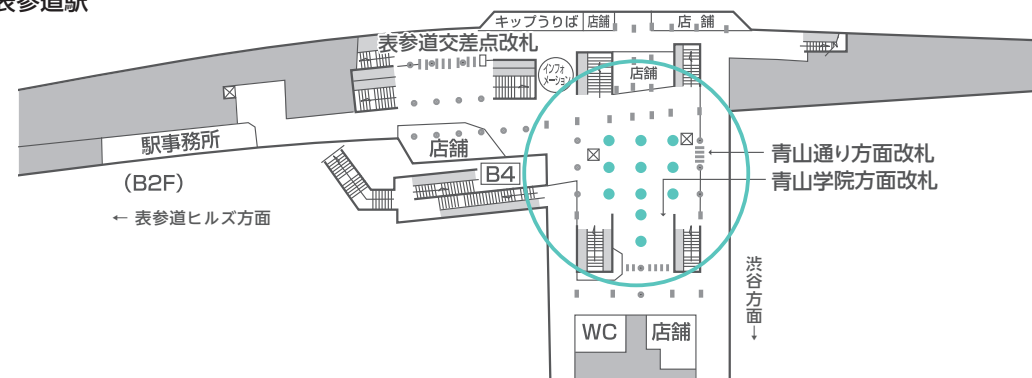 表参道駅
キップうりば
店舗
店舗
表参道交差点改札
インフォ
メーション
店舗
駅事務所
店舗
青山通り方面改札
B4
青山学院方面改札
(B2F)
← 表参道ヒルズ方面
渋谷方面→
WC
店舗